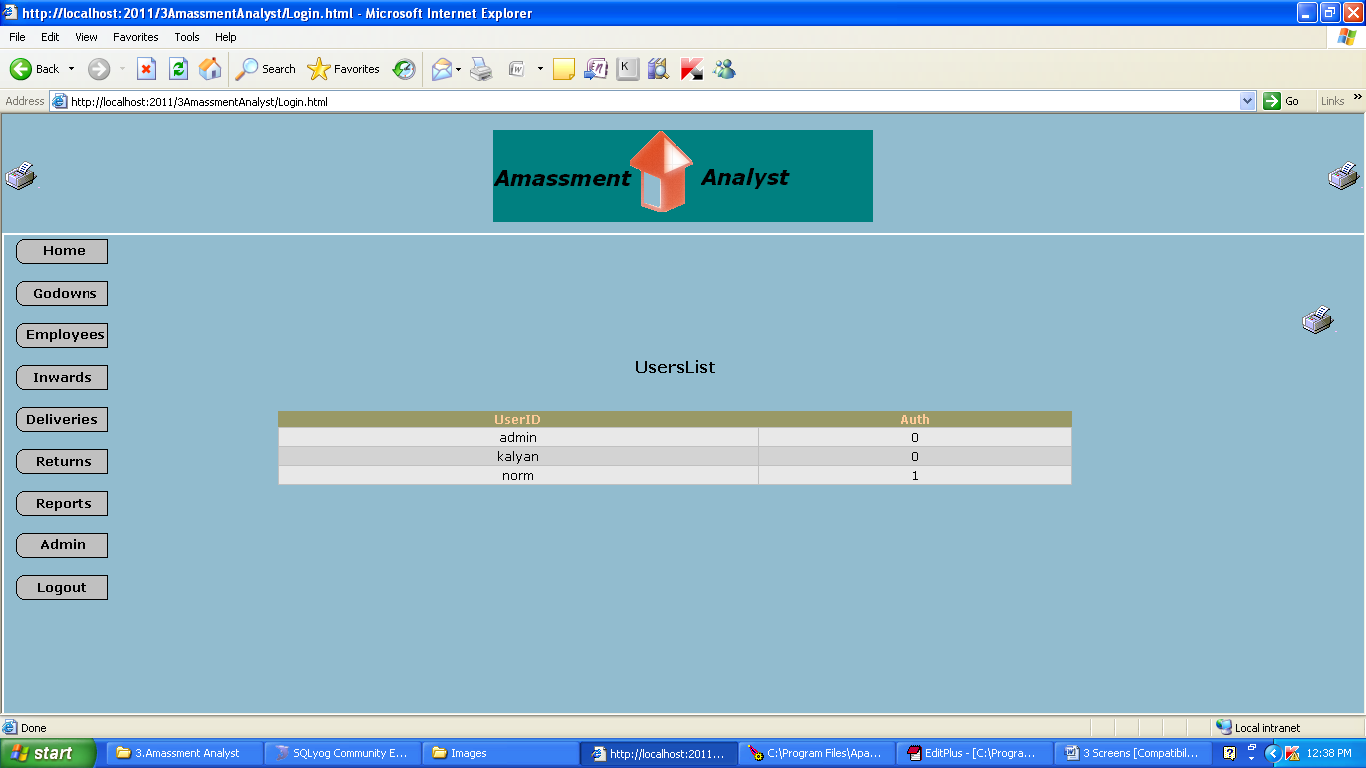 http://localhost:2011/3AmassmentAnalyst/Login.html - Microsoft Internet Explorer
File Edit View Favorites Tools Help
Back Search Favorites K
Address http://localhost:2011/3AmassmentAnalyst/Login.html Go Links »
Amassment Analyst
Home
Godowns
Employees
Inwards
Deliveries
Returns
Reports
Admin
Logout
UsersList
UserID Auth
admin 0
kalyan 0
norm 1
Done Local intranet
start 3.Amassment Analyst SQLyog Community E... Images http://localhost:2011... C:\Program Files\Apa... EditPlus - [C:\Progra... 3 Screens [Compatibil... 12:38 PM